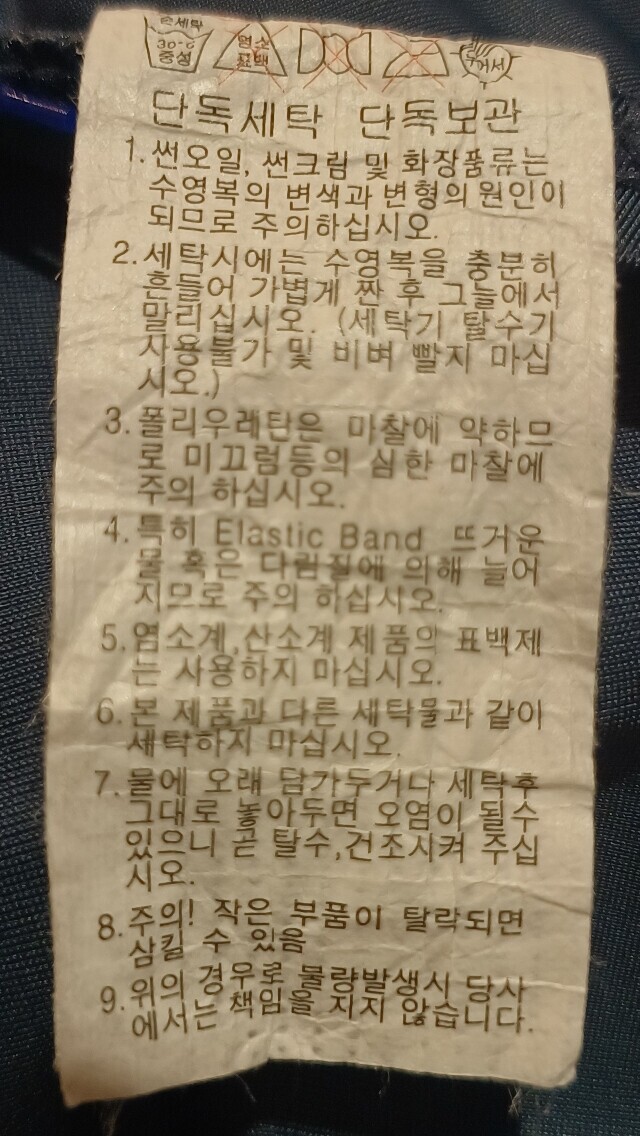 손세탁
30℃
중성
염소
표백
단독세탁 단독보관
1. 썬오일, 썬크림 및 화장품류는
수영복의 변색과 변형의 원인이
되므로 주의하십시오.
2. 세탁시에는 수영복을 충분히
흔들어 가볍게 짠 후 그늘에서
말리십시오. (세탁기 탈수기
사용불가 및 비벼 빨지 마십
시오.)
3. 폴리우레탄은 마찰에 약하므
로 미끄럼등의 심한 마찰에
주의 하십시오.
4. 특히 Elastic Band 뜨거운
물 혹은 다림질에 의해 늘어
지므로 주의 하십시오.
5. 염소계,산소계 제품의 표백제
는 사용하지 마십시오.
6. 본 제품과 다른 세탁물과 같이
세탁하지 마십시오.
7. 물에 오래 담가두거나 세탁후
그대로 놓아두면 오염이 될수
있으니 곧 탈수,건조시켜 주십
시오.
8. 주의! 작은 부품이 탈락되면
삼킬 수 있음
9. 위의 경우로 불량발생시 당사
에서는 책임을 지지 않습니다.